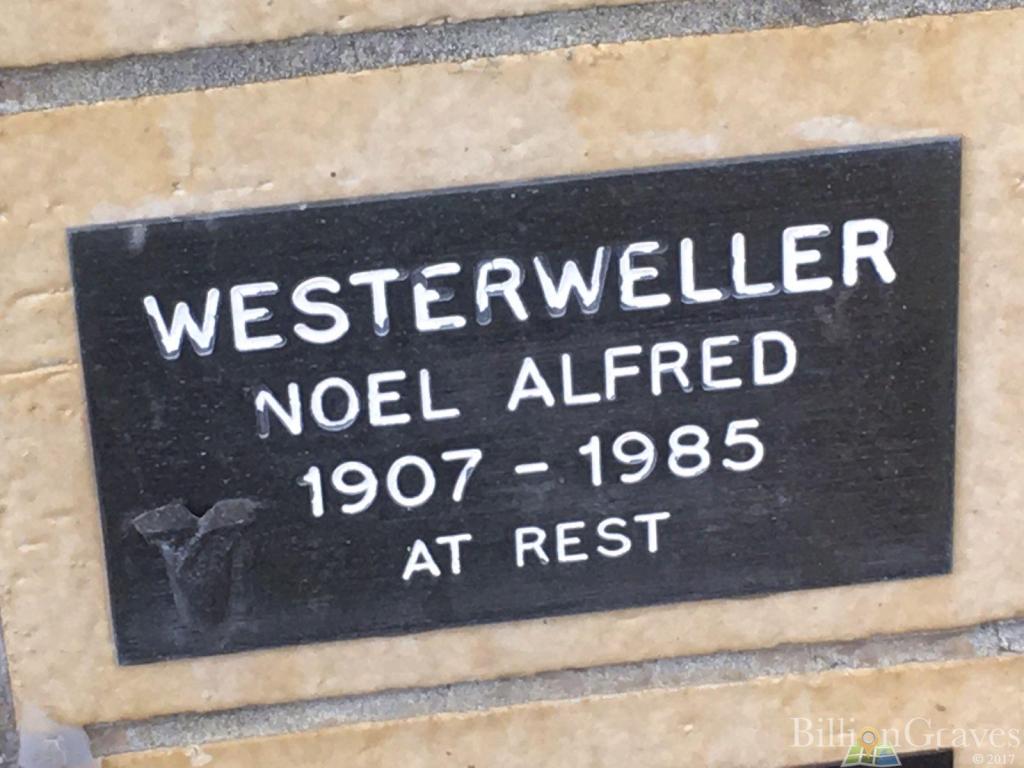 WESTERWELLER
NOEL ALFRED
1907 - 1985
AT REST
BillionGraves
© 2017